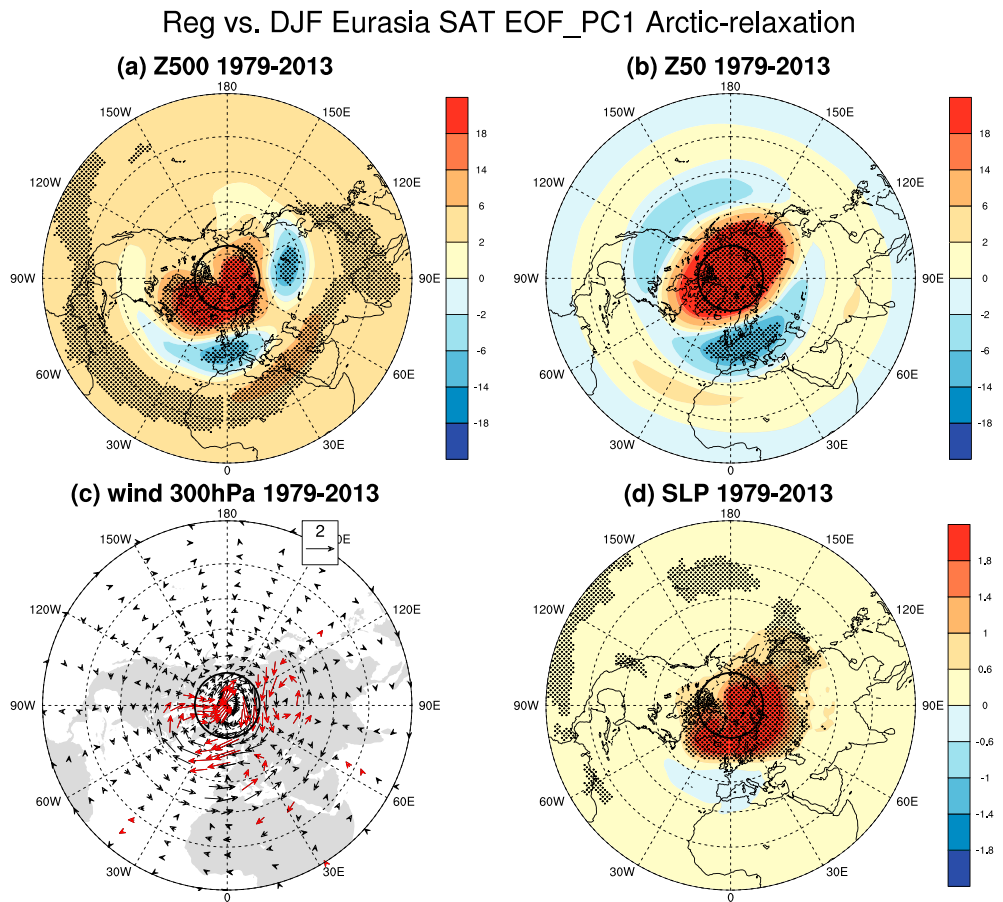 Reg vs. DJF Eurasia SAT EOF_PC1 Arctic-relaxation
(a) Z500 1979-2013
(b) Z50 1979-2013
180
150W
150E
120W
120E
90W
90E
60W
60E
30W
30E
0
18
14
6
2
0
-2
-6
-14
-18
180
150W
150E
120W
120E
90W
90E
60W
60E
30W
30E
0
18
14
6
2
0
-2
-6
-14
-18
(c) wind 300hPa 1979-2013
(d) SLP 1979-2013
180
2
150W
150E
120W
120E
90W
90E
60W
60E
30W
30E
0
180
150W
150E
120W
120E
90W
90E
60W
60E
30W
30E
0
1.8
1.4
1
0.6
0
-0.6
-1
-1.4
-1.8